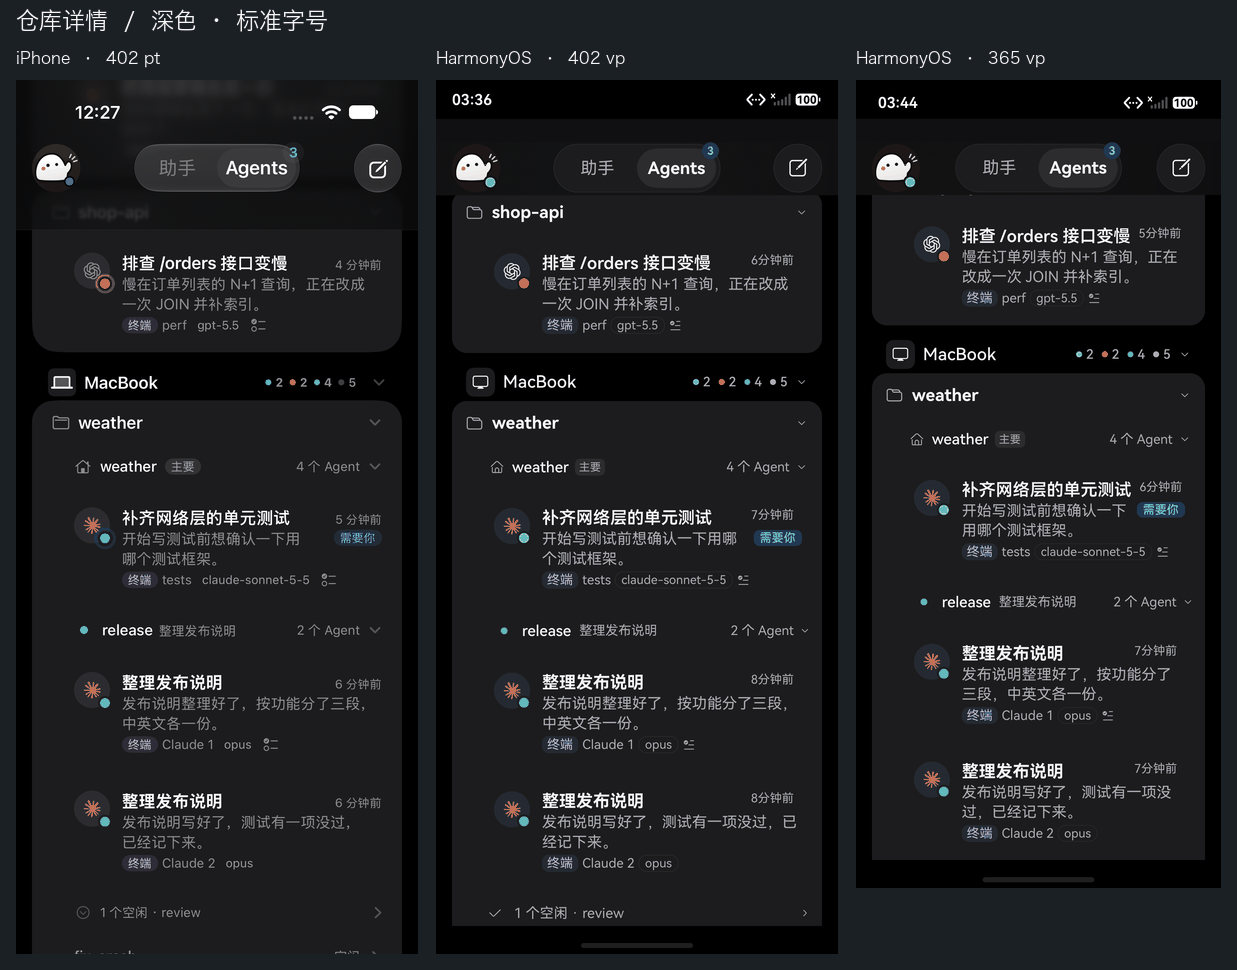 仓库详情 / 深色 · 标准字号
iPhone · 402 pt
12:27
助手 Agents 3
shop-api
排查 /orders 接口变慢 4 分钟前
慢在订单列表的 N+1 查询，正在改成
一次 JOIN 并补索引。
终端 perf gpt-5.5
MacBook 2 2 4 5
weather
weather 主要 4 个 Agent
补齐网络层的单元测试 5 分钟前
开始写测试前想确认一下用 需要你
哪个测试框架。
终端 tests claude-sonnet-5-5
release 整理发布说明 2 个 Agent
整理发布说明 6 分钟前
发布说明整理好了，按功能分了三段，
中英文各一份。
终端 Claude 1 opus
整理发布说明 6 分钟前
发布说明写好了，测试有一项没过，
已经记下来。
终端 Claude 2 opus
1 个空闲 · review
HarmonyOS · 402 vp
03:36 100
助手 Agents 3
shop-api
排查 /orders 接口变慢 6分钟前
慢在订单列表的 N+1 查询，正在改成
一次 JOIN 并补索引。
终端 perf gpt-5.5
MacBook 2 2 4 5
weather
weather 主要 4 个 Agent
补齐网络层的单元测试 7分钟前
开始写测试前想确认一下用哪 需要你
个测试框架。
终端 tests claude-sonnet-5-5
release 整理发布说明 2 个 Agent
整理发布说明 8分钟前
发布说明整理好了，按功能分了三段，
中英文各一份。
终端 Claude 1 opus
整理发布说明 8分钟前
发布说明写好了，测试有一项没过，已
经记下来。
终端 Claude 2 opus
1 个空闲 · review
HarmonyOS · 365 vp
03:44 100
助手 Agents 3
排查 /orders 接口变慢 5分钟前
慢在订单列表的 N+1 查询，正在
改成一次 JOIN 并补索引。
终端 perf gpt-5.5
MacBook 2 2 4 5
weather
weather 主要 4 个 Agent
补齐网络层的单元测试 6分钟前
开始写测试前想确认一下 需要你
用哪个测试框架。
终端 tests claude-sonnet-5-5
release 整理发布说明 2 个 Agent
整理发布说明 7分钟前
发布说明整理好了，按功能分了
三段，中英文各一份。
终端 Claude 1 opus
整理发布说明 7分钟前
发布说明写好了，测试有一项没
过，已经记下来。
终端 Claude 2 opus